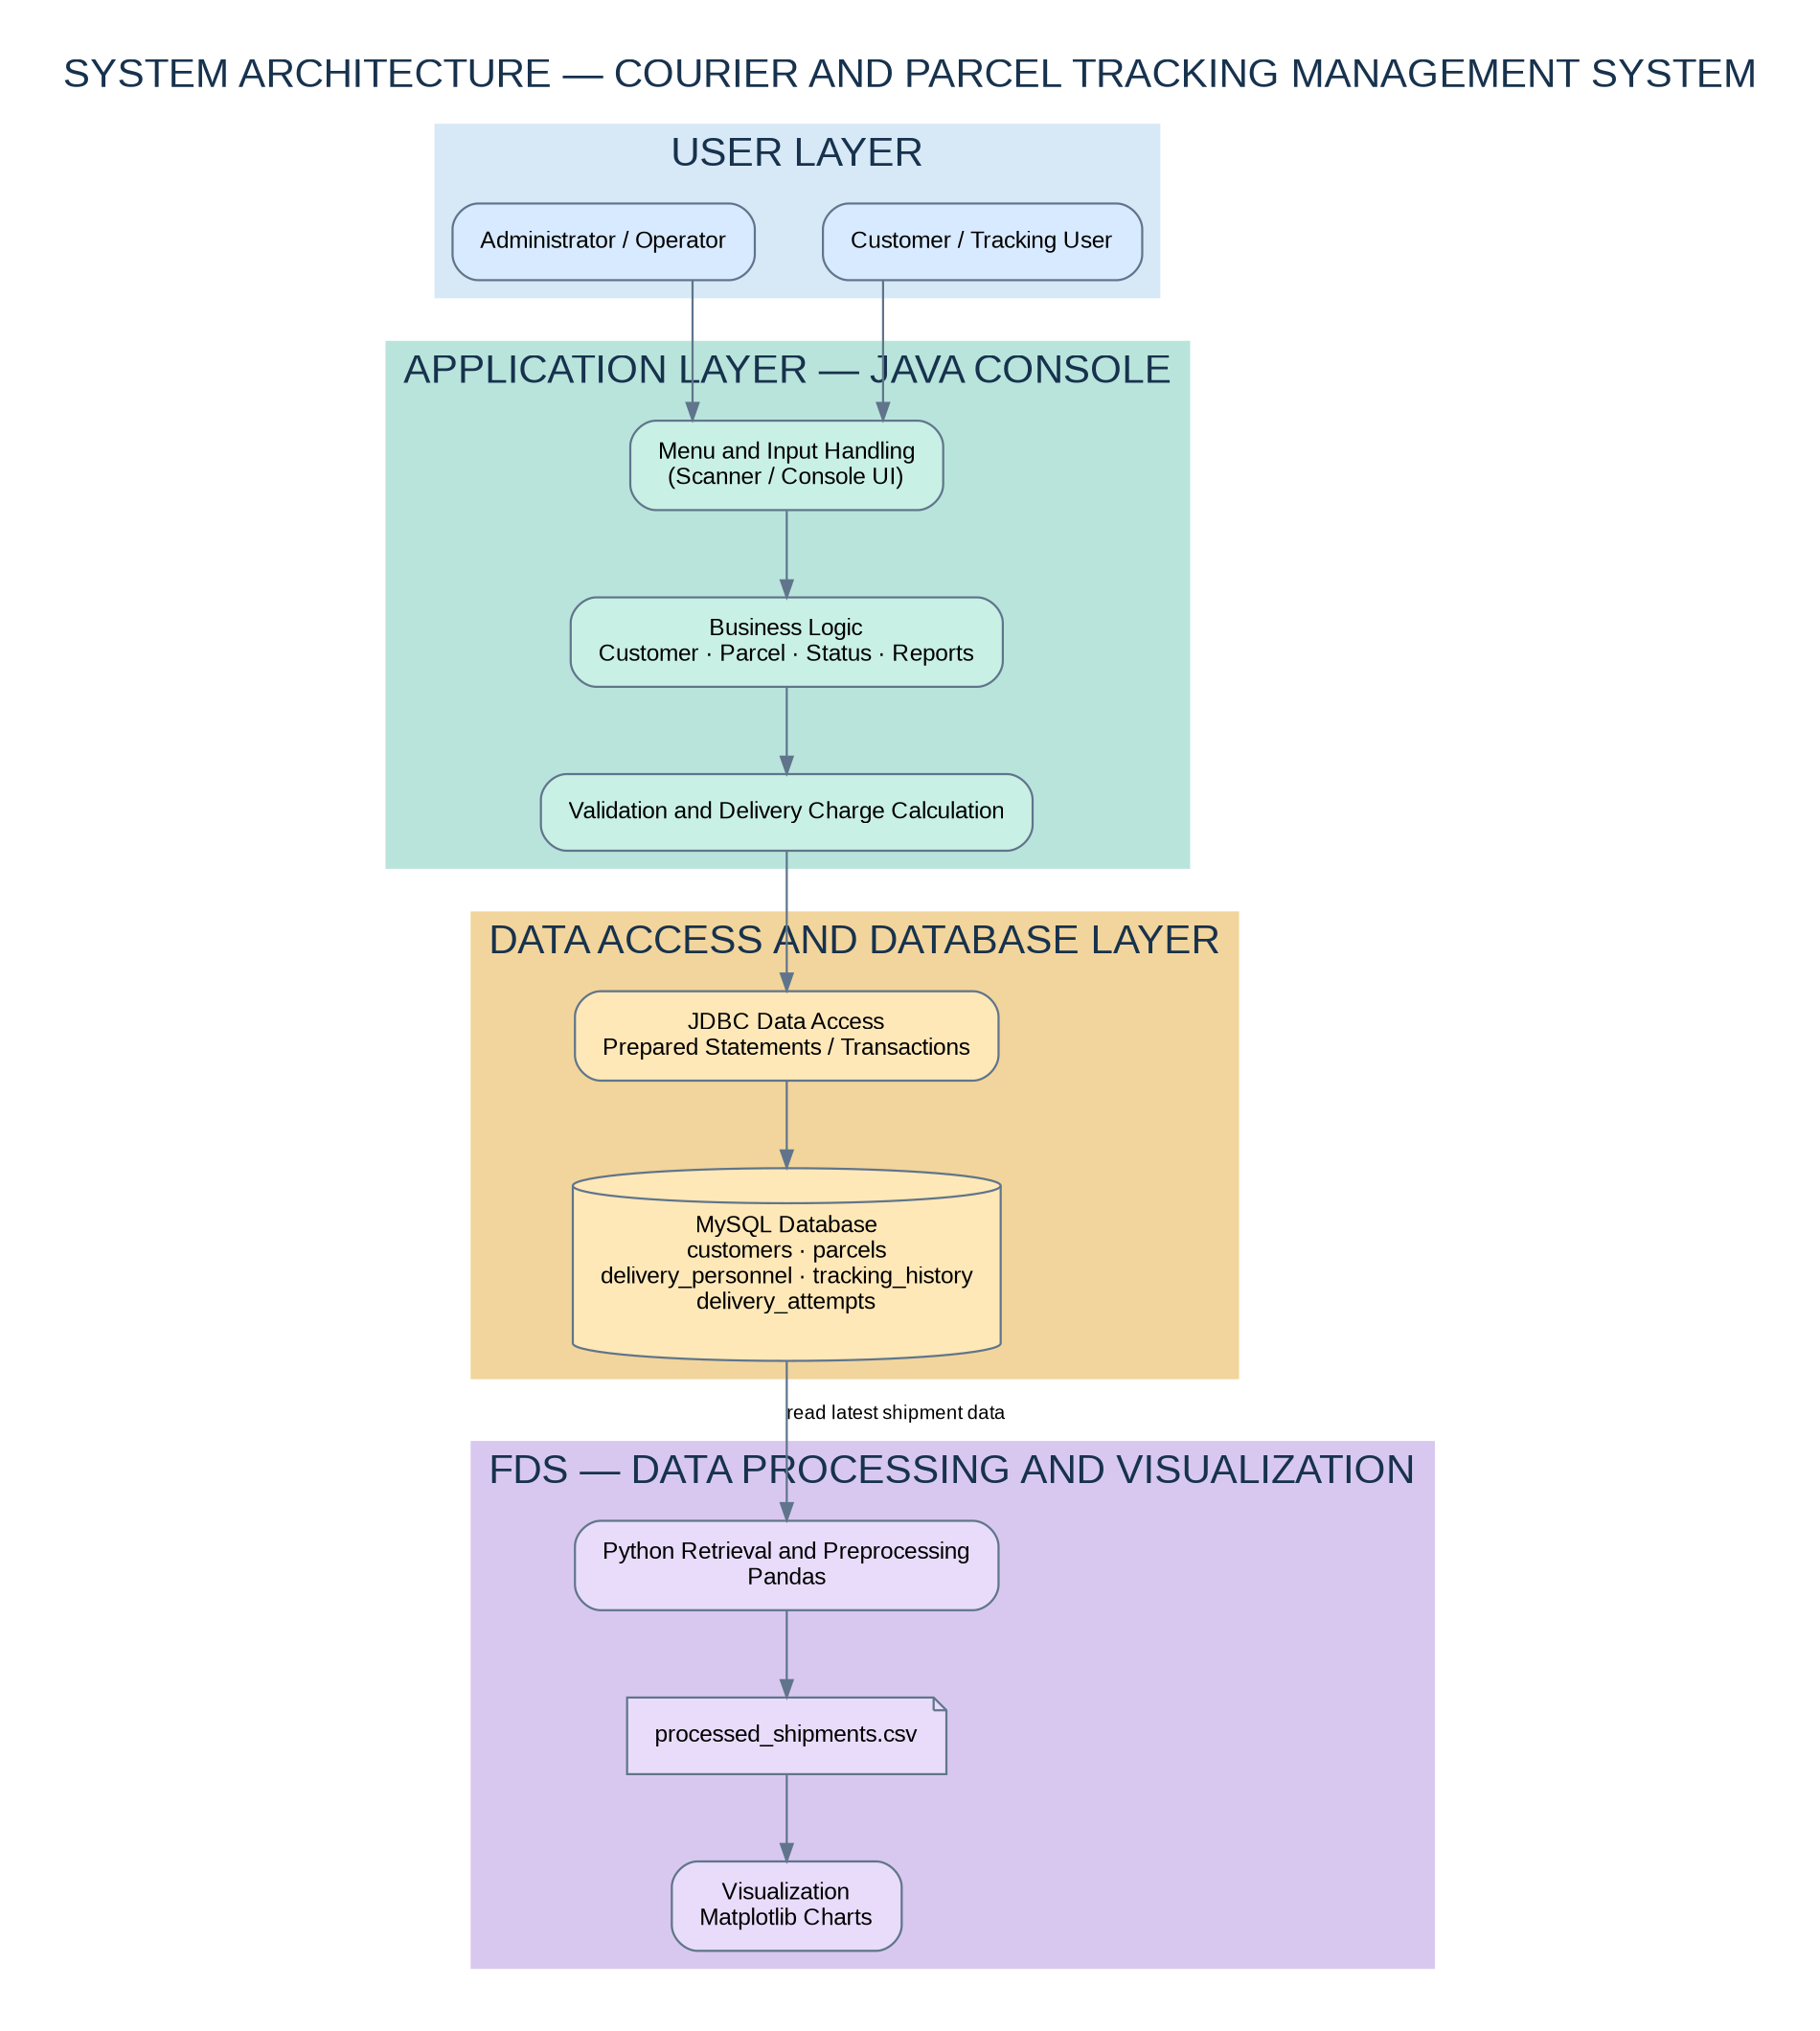 SYSTEM ARCHITECTURE — COURIER AND PARCEL TRACKING MANAGEMENT SYSTEM
USER LAYER
Administrator / Operator
Customer / Tracking User
APPLICATION LAYER — JAVA CONSOLE
Menu and Input Handling
(Scanner / Console UI)
Business Logic
Customer · Parcel · Status · Reports
Validation and Delivery Charge Calculation
DATA ACCESS AND DATABASE LAYER
JDBC Data Access
Prepared Statements / Transactions
MySQL Database
customers · parcels
delivery_personnel · tracking_history
delivery_attempts
read latest shipment data
FDS — DATA PROCESSING AND VISUALIZATION
Python Retrieval and Preprocessing
Pandas
processed_shipments.csv
Visualization
Matplotlib Charts